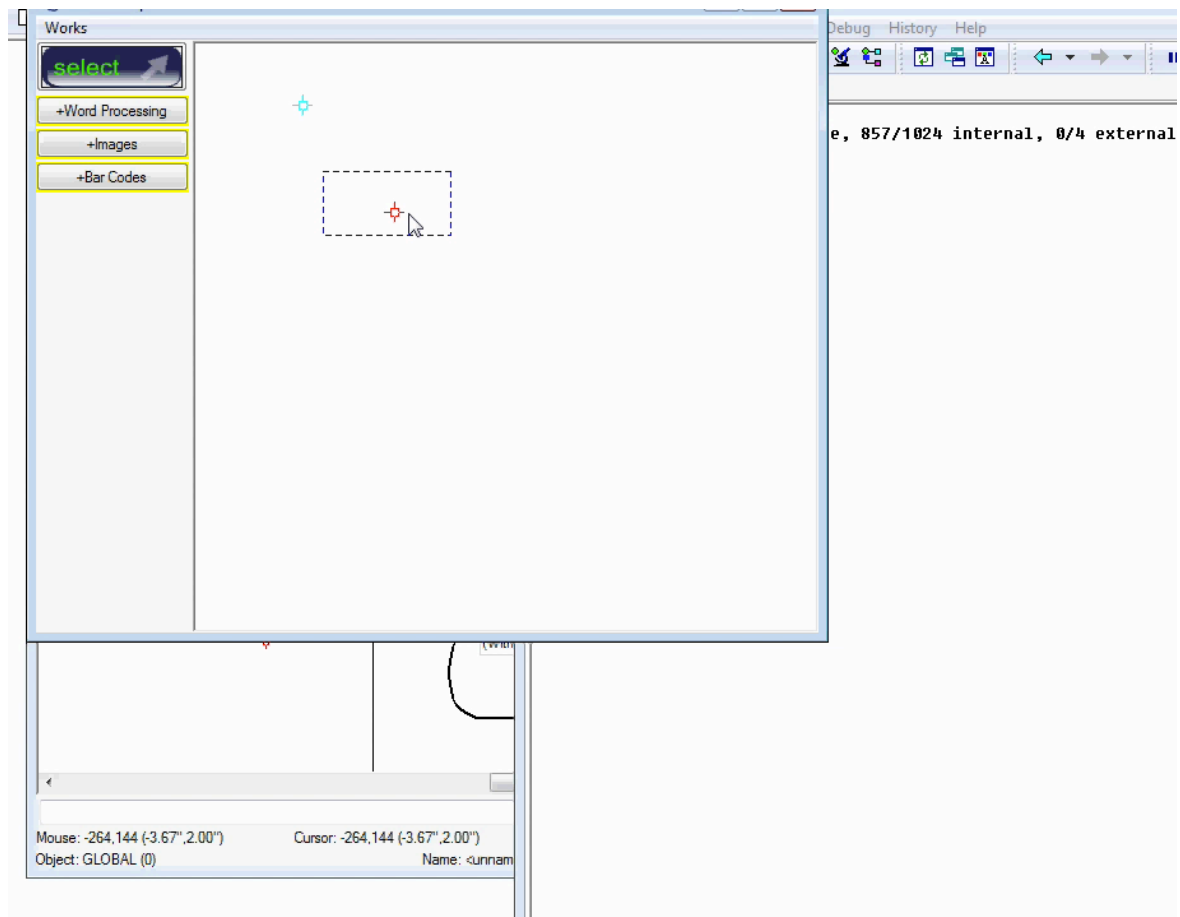 Works
Debug History Help
select
+Word Processing
+Images
+Bar Codes
e, 857/1024 internal, 0/4 external
Mouse: -264,144 (-3.67",2.00")
Cursor: -264,144 (-3.67",2.00")
Object: GLOBAL (0)
Name: <unnam